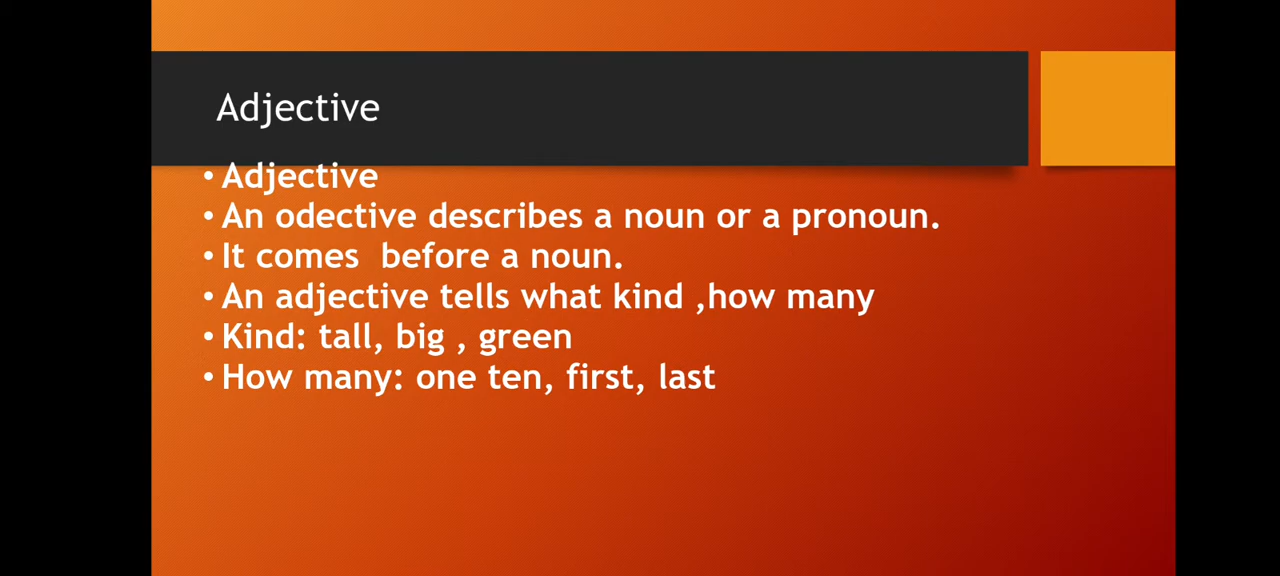 Adjective
• Adjective
• An odective describes a noun or a pronoun.
• It comes  before a noun.
• An adjective tells what kind ,how many
• Kind: tall, big , green
• How many: one ten, first, last